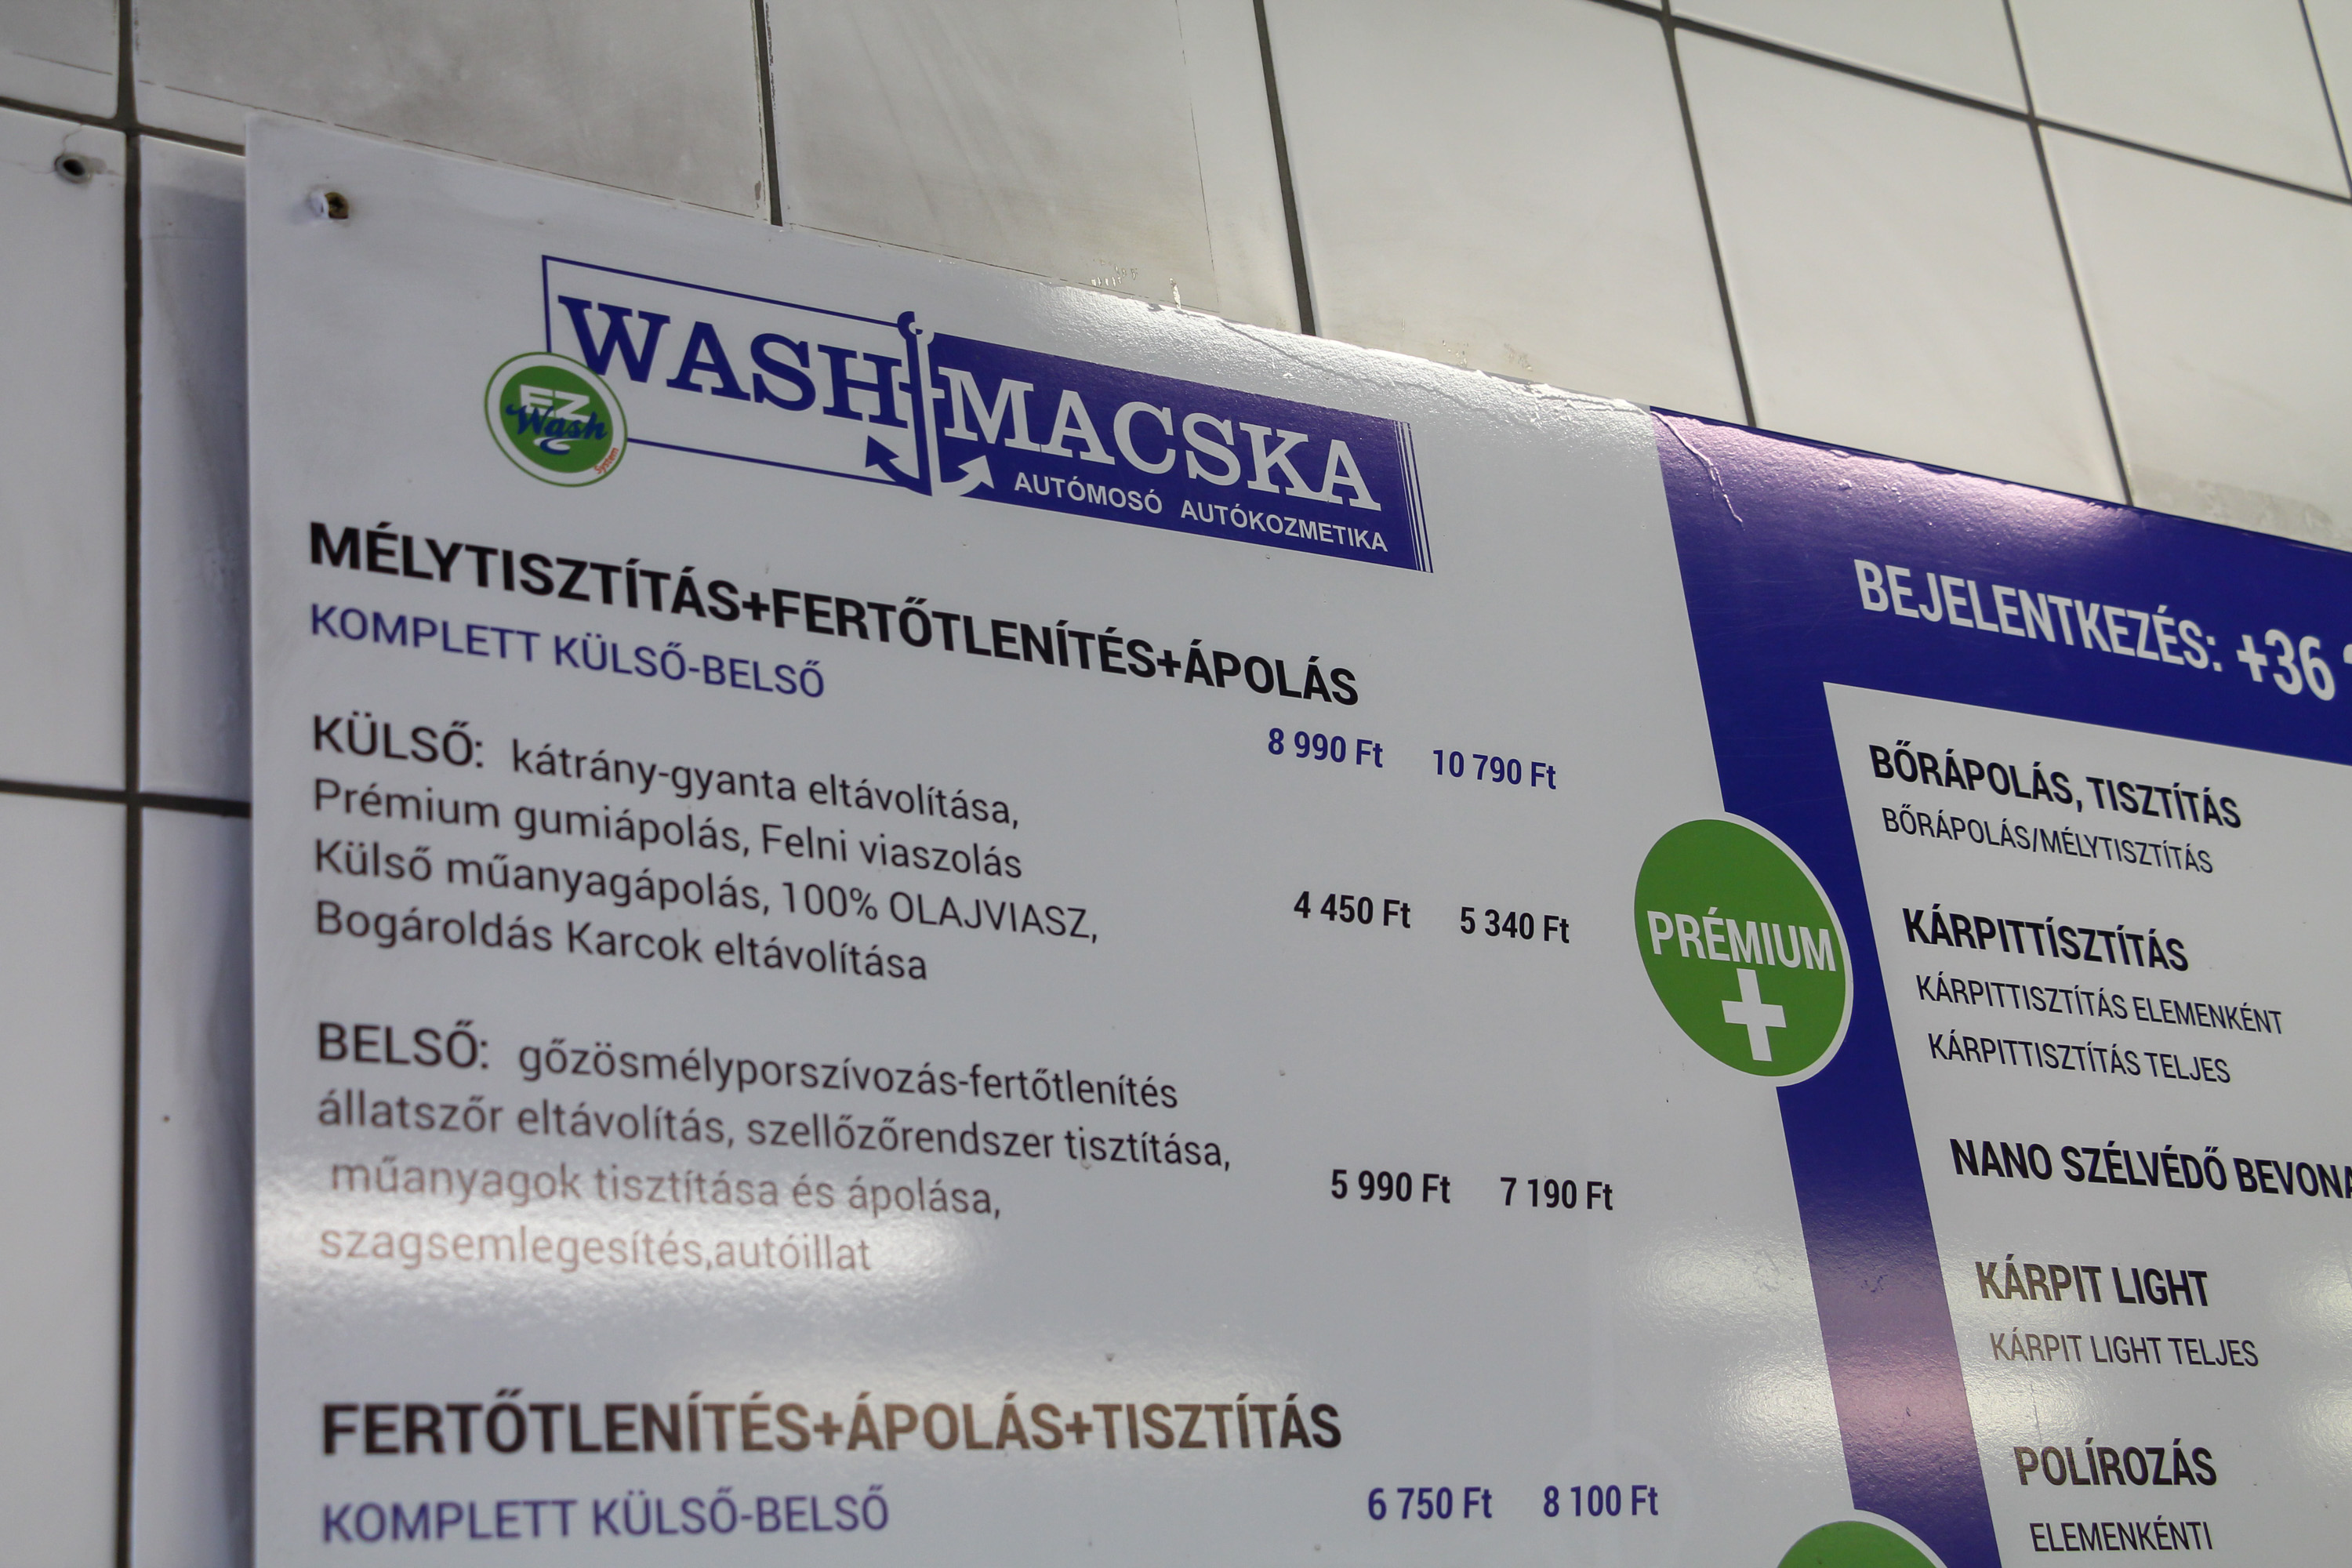 WASH MACSKA
EZ
Wash
System
AUTÓMOSÓ AUTÓKOZMETIKA
MÉLYTISZTÍTÁS+FERTŐTLENÍTÉS+ÁPOLÁS
KOMPLETT KÜLSŐ-BELSŐ
8 990 Ft 10 790 Ft
KÜLSŐ: kátrány-gyanta eltávolítása,
Prémium gumiápolás, Felni viaszolás
Külső műanyagápolás, 100% OLAJVIASZ,
Bogároldás Karcok eltávolítása
4 450 Ft 5 340 Ft
BELSŐ: gőzösmélyporszívozás-fertőtlenítés
állatszőr eltávolítás, szellőzőrendszer tisztítása,
műanyagok tisztítása és ápolása,
szagsemlegesítés,autóillat
5 990 Ft 7 190 Ft
FERTŐTLENÍTÉS+ÁPOLÁS+TISZTÍTÁS
KOMPLETT KÜLSŐ-BELSŐ
6 750 Ft 8 100 Ft
PRÉMIUM
+
BEJELENTKEZÉS: +36
BŐRÁPOLÁS, TISZTÍTÁS
BŐRÁPOLÁS/MÉLYTISZTÍTÁS
KÁRPITTÍSZTÍTÁS
KÁRPITTISZTÍTÁS ELEMENKÉNT
KÁRPITTISZTÍTÁS TELJES
NANO SZÉLVÉDŐ BEVONA
KÁRPIT LIGHT
KÁRPIT LIGHT TELJES
POLÍROZÁS
ELEMENKÉNTI